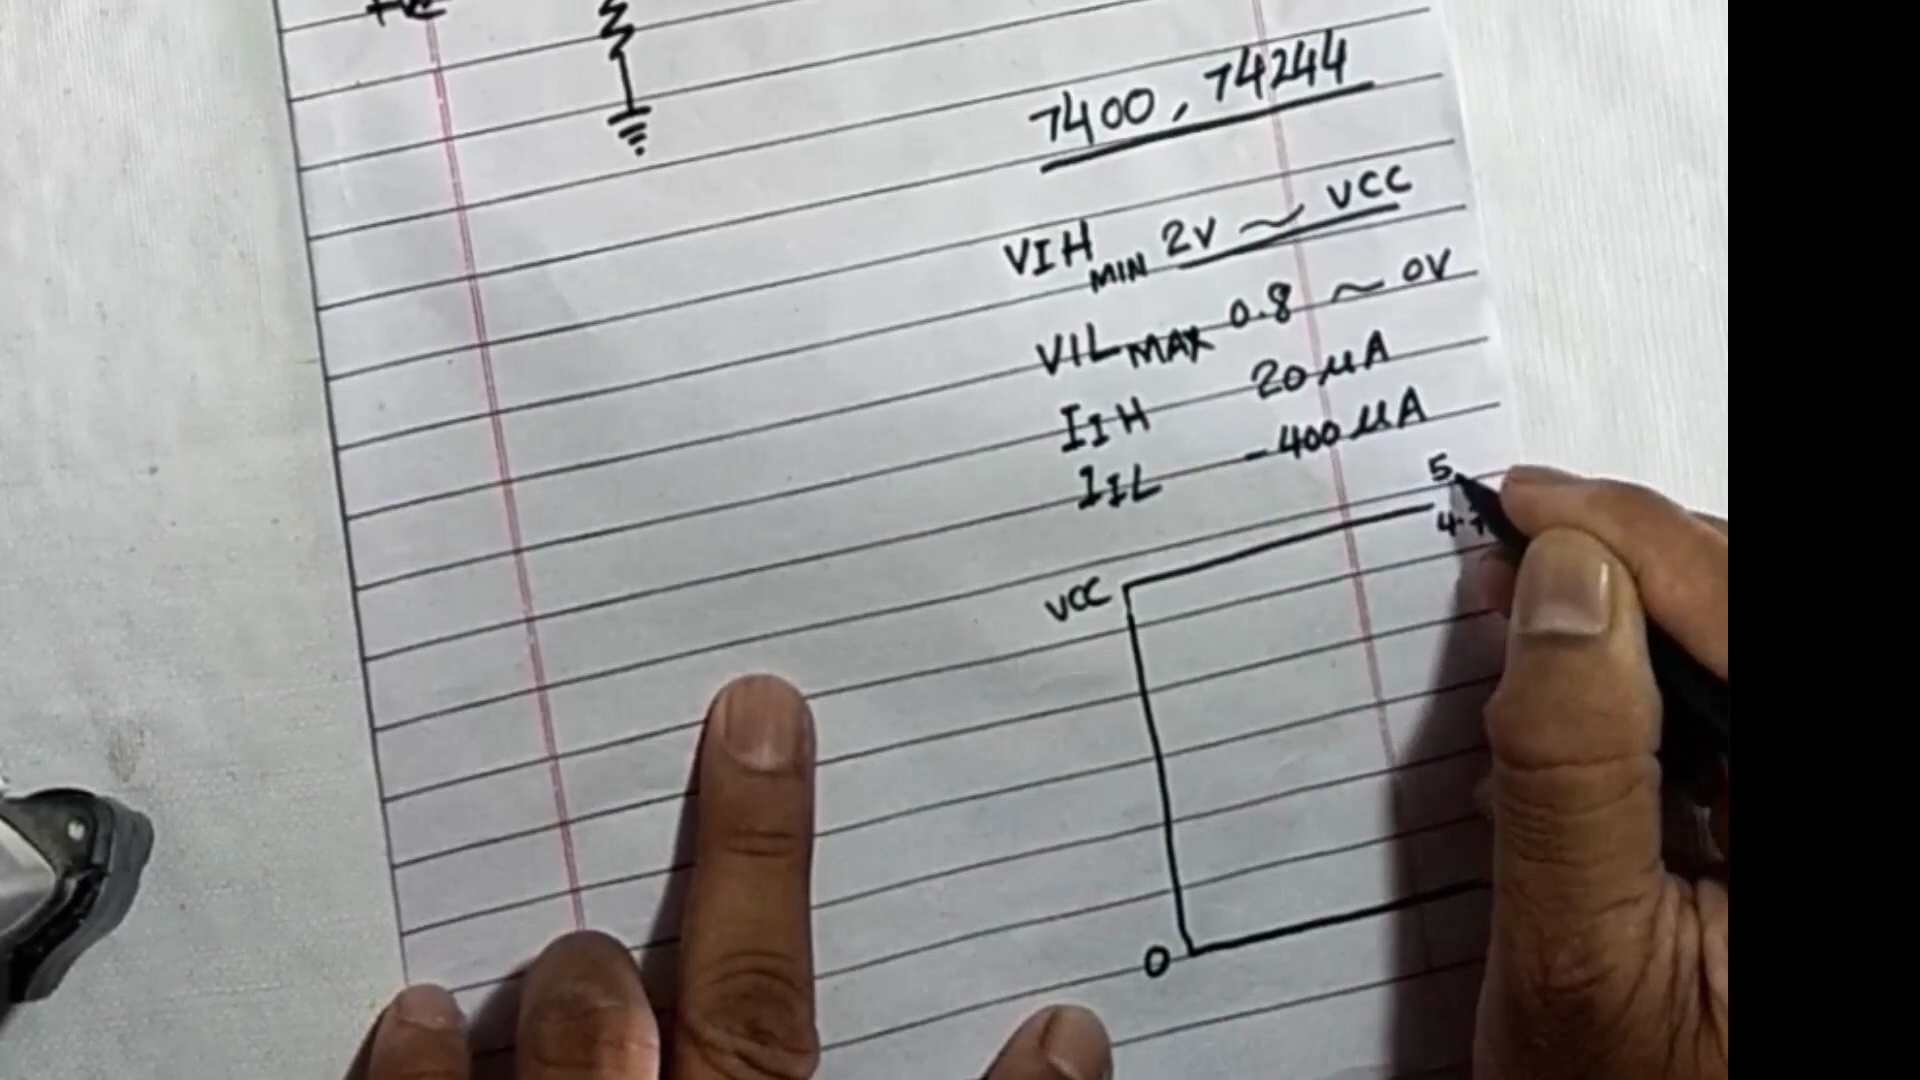 7400, 74244
VIH MIN 2V ~ VCC
VIL MAX 0.8 ~ 0V
IIH 20 µA
IIL -400 µA
5
VCC
0